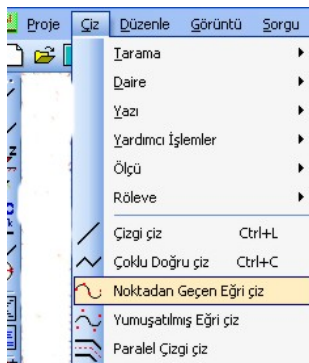 Proje Çiz Düzenle Görüntü Sorgu
Tarama
Daire
Yazı
Yardımcı İşlemler
Ölçü
Röleve
Çizgi çiz Ctrl+L
Çoklu Doğru çiz Ctrl+C
Noktadan Geçen Eğri çiz
Yumuşatılmış Eğri çiz
Paralel Çizgi çiz